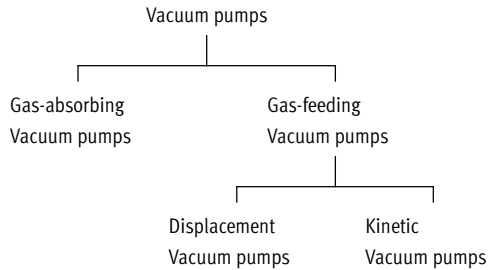 Vacuum pumps
Gas-absorbing
Vacuum pumps
Gas-feeding
Vacuum pumps
Displacement
Vacuum pumps
Kinetic
Vacuum pumps